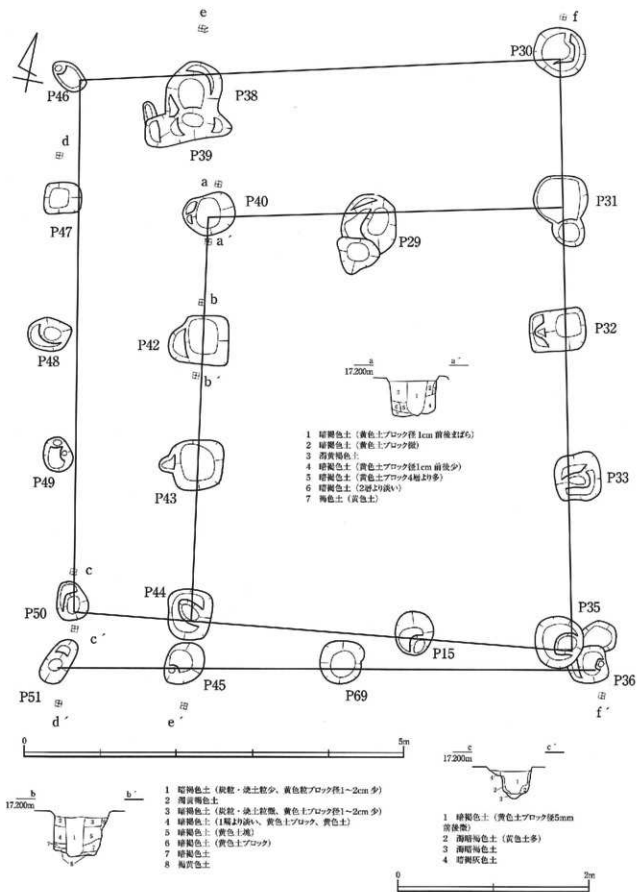 e
f
P30
P46
P38
d
P39
a
P40
P47
P31
a´
P29
b
P42
P48
P32
b´
a a´
17.200m
1 2 3 4
1 暗褐色土（黄色土ブロック径1cm前後まばら）
2 暗褐色土（黄色土ブロック微）
3 濁黄褐色土
4 暗褐色土（黄色土ブロック径1cm前後少）
5 暗褐色土（黄色土ブロック4層より多）
6 暗褐色土（2層より淡い）
7 褐色土（黄色土）
P49
P43
P33
c
P44
P50
P35
c´
P15
P51
P45
P69
P36
d´
e´
f´
0 5m
b b´
17.200m
1 暗褐色土（炭粒・焼土粒少、黄色粒ブロック径1～2cm少）
2 濁黄褐色土
3 暗褐色土（炭粒・焼土粒微、黄色土ブロック径1～2cm少）
4 暗褐色土（1層より淡い、黄色土ブロック、黄色土）
5 暗褐色土（黄色土塊）
6 暗褐色土（黄色土ブロック）
7 暗褐色土
8 褐黄色土
c c´
17.200m
1 暗褐色土（黄色土ブロック径5mm
前後微）
2 濁暗褐色土（黄色土多）
3 濁暗褐色土
4 暗褐灰色土
0 2m